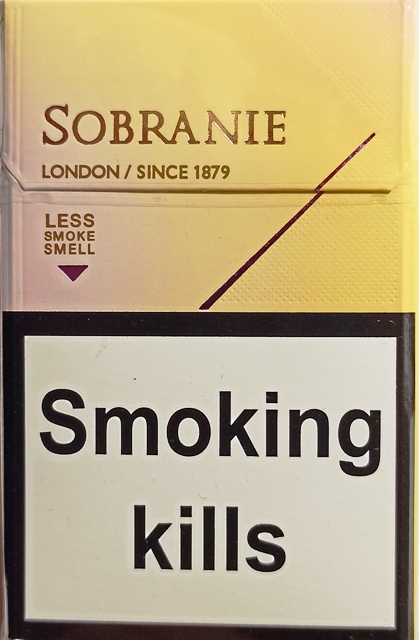 SOBRANIE
LONDON / SINCE 1879
LESS
SMOKE
SMELL
Smoking
kills